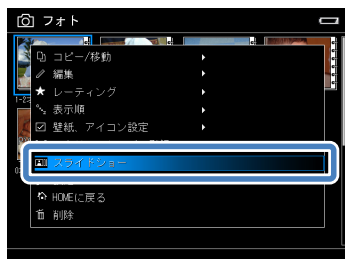 フォト
コピー/移動
編集
レーティング
表示順
壁紙、アイコン設定
スライドショー
HOMEに戻る
削除